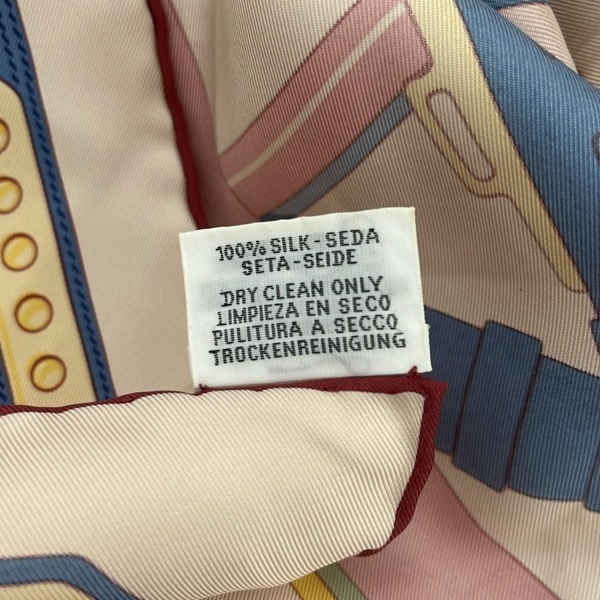 100% SILK - SEDA
SETA - SEIDE
DRY CLEAN ONLY
LIMPIEZA EN SECO
PULITURA A SECCO
TROCKENREINIGUNG